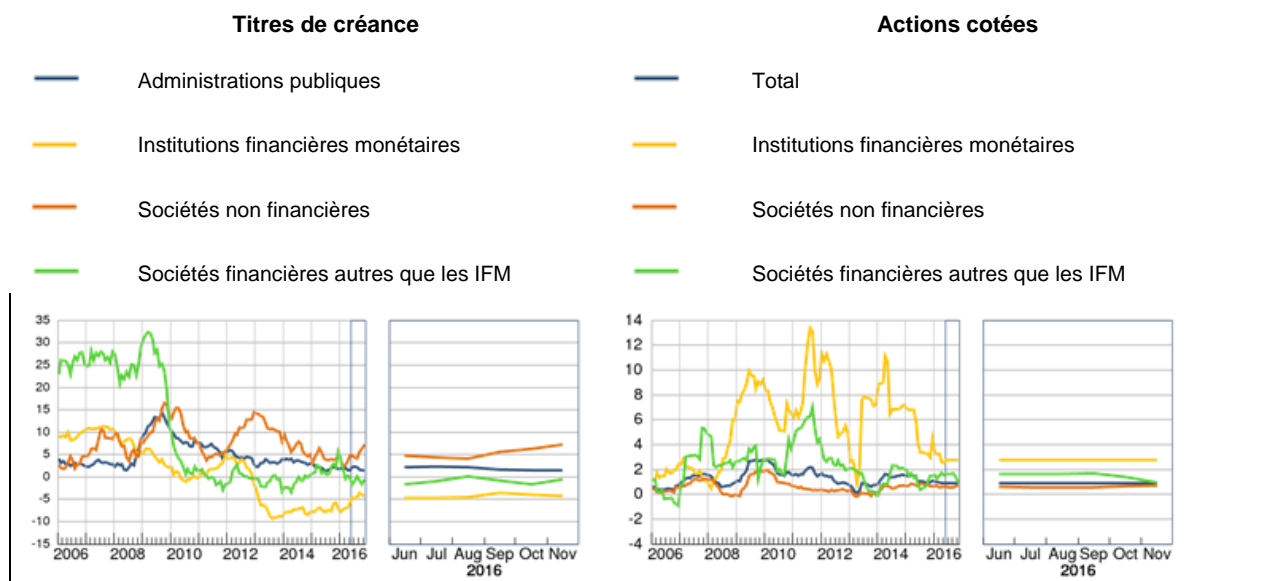 Titres de créance
Administrations publiques
Institutions financières monétaires
Sociétés non financières
Sociétés financières autres que les IFM
35
30
25
20
15
10
5
0
-5
-10
-15
2006 2008 2010 2012 2014 2016
Jun Jul Aug Sep Oct Nov
2016
Actions cotées
Total
Institutions financières monétaires
Sociétés non financières
Sociétés financières autres que les IFM
14
12
10
8
6
4
2
0
-2
-4
2006 2008 2010 2012 2014 2016
Jun Jul Aug Sep Oct Nov
2016